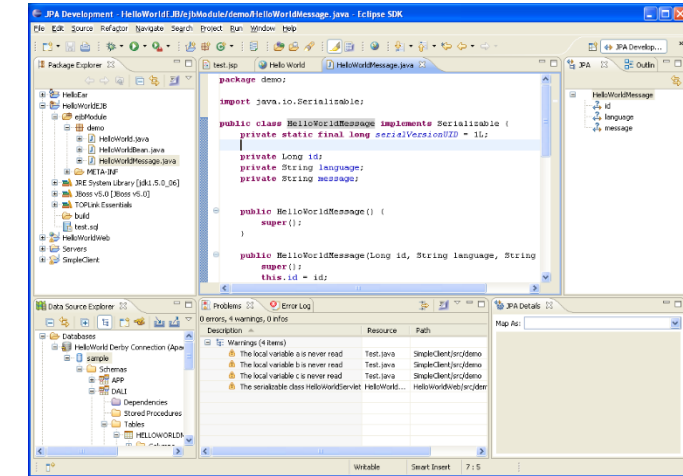 JPA Development - HelloWorldEJB/ejbModule/demo/HelloWorldMessage.java - Eclipse SDK
File Edit Source Refactor Navigate Search Project Run Window Help
JPA Develop...
Package Explorer
HelloEar
HelloWorldEJB
ejbModule
demo
HelloWorld.java
HelloWorldBean.java
HelloWorldMessage.java
META-INF
JRE System Library [jdk1.5.0_06]
JBoss v5.0 [JBoss v5.0]
TOPLink Essentials
build
test.sql
HelloWorldWeb
Servers
SimpleClient
test.jsp
Hello World
HelloWorldMessage.java
package demo;
import java.io.Serializable;
public class HelloWorldMessage implements Serializable {
private static final long serialVersionUID = 1L;
private Long id;
private String language;
private String message;
public HelloWorldMessage() {
super();
}
public HelloWorldMessage(Long id, String language, String
super();
this.id = id;
JPA
Outlin
HelloWorldMessage
id
language
message
Data Source Explorer
Databases
HelloWorld Derby Connection (Apac
sample
Schemas
APP
DALI
Dependencies
Stored Procedures
Tables
HELLOWORLDM
Columns
Problems
Error Log
0 errors, 4 warnings, 0 infos
Description Resource Path
Warnings (4 items)
The local variable a is never read Test.java SimpleClient/src/demo
The local variable b is never read Test.java SimpleClient/src/demo
The local variable c is never read Test.java SimpleClient/src/demo
The serializable class HelloWorldServlet HelloWorld... HelloWorldWeb/src/dem
JPA Details
Map As:
Writable Smart Insert 7 : 5